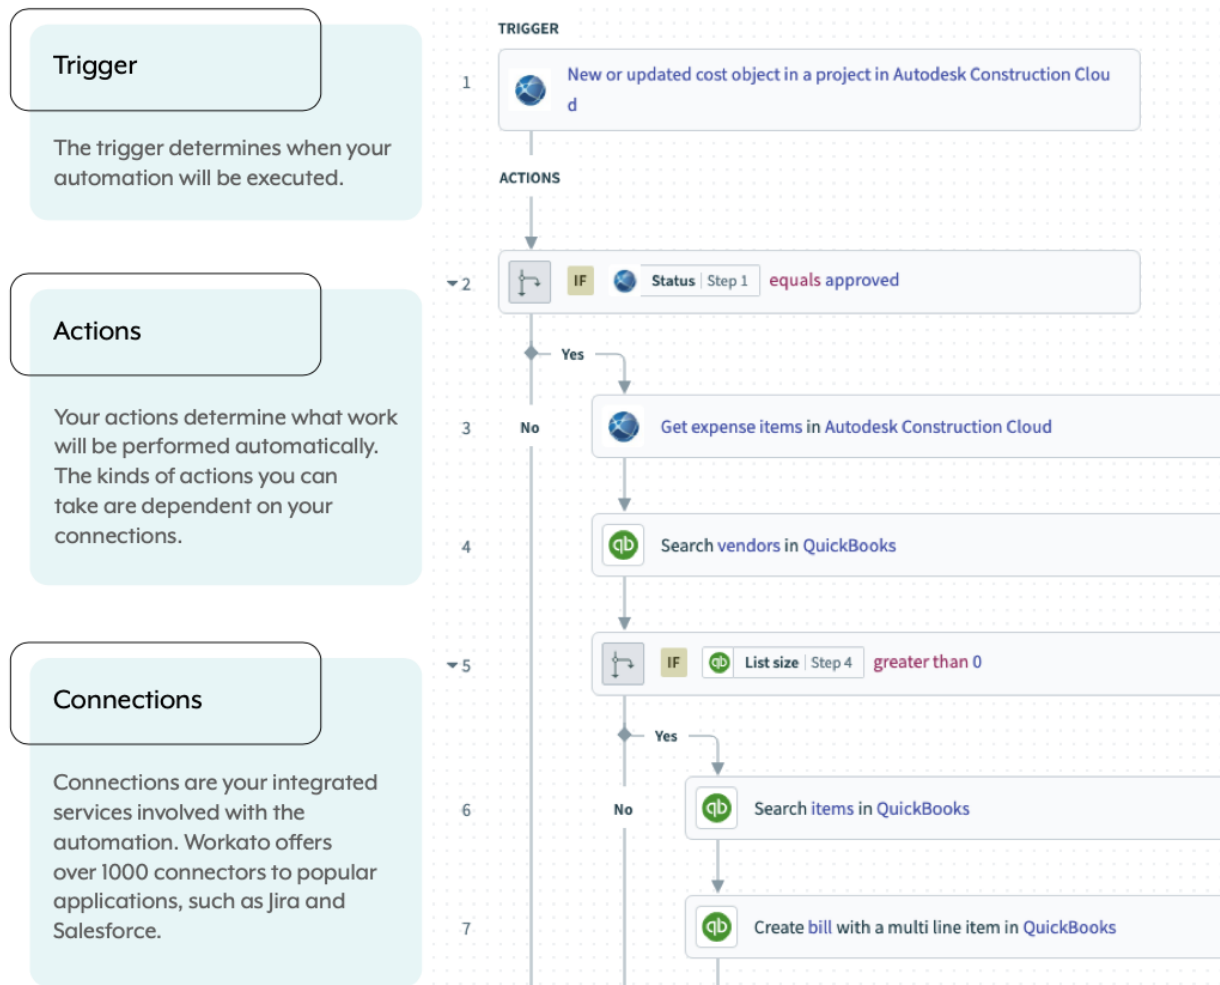 Trigger
The trigger determines when your
automation will be executed.
Actions
Your actions determine what work
will be performed automatically.
The kinds of actions you can
take are dependent on your
connections.
Connections
Connections are your integrated
services involved with the
automation. Workato offers
over 1000 connectors to popular
applications, such as Jira and
Salesforce.
TRIGGER
1
New or updated cost object in a project in Autodesk Construction Clou
d
ACTIONS
2 IF Status | Step 1 equals approved
Yes
No
3 Get expense items in Autodesk Construction Cloud
4 qb Search vendors in QuickBooks
5 IF qb List size | Step 4 greater than 0
Yes
No
6 qb Search items in QuickBooks
7 qb Create bill with a multi line item in QuickBooks